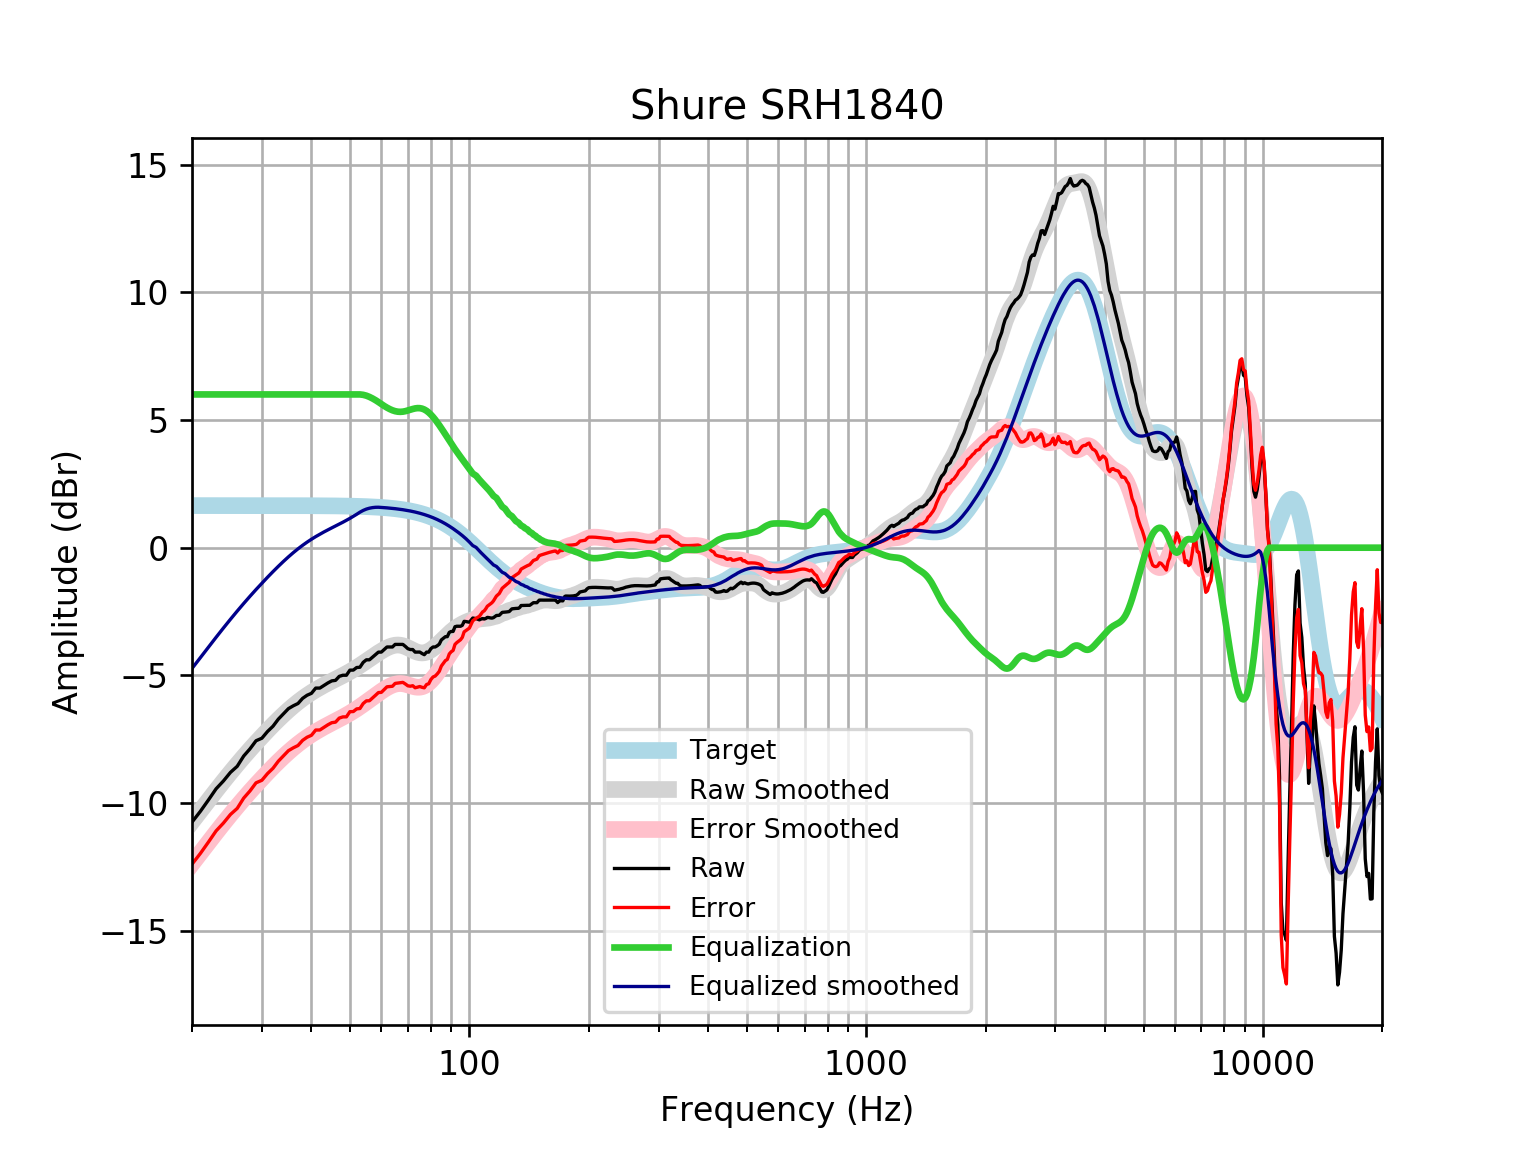 Shure SRH1840
Amplitude (dBr)
15
10
5
0
−5
−10
−15
Target
Raw Smoothed
Error Smoothed
Raw
Error
Equalization
Equalized smoothed
100
1000
10000
Frequency (Hz)